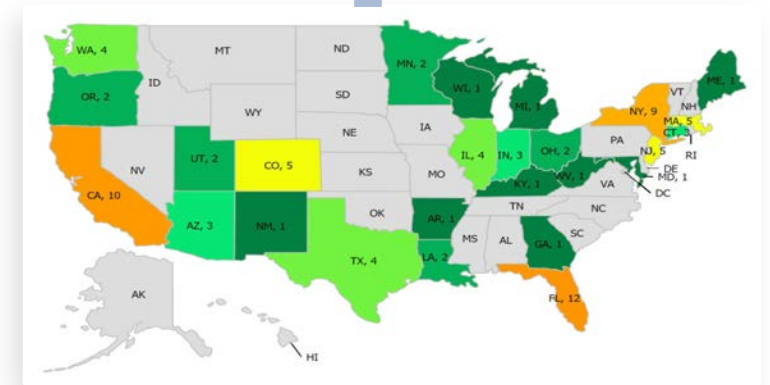 WA, 4
MT
ND
MN, 2
ME, 1
OR, 2
ID
SD
WI, 1
MI, 1
VT
NH
NY, 9
MA, 5
CT, 3
RI
WY
IA
NE
PA
NJ, 5
NV
UT, 2
CO, 5
IL, 4
IN, 3
OH, 2
DE
MD, 1
DC
CA, 10
KS
MO
WV, 1
KY, 1
VA
AZ, 3
NM, 1
OK
AR, 1
TN
NC
SC
MS
AL
GA, 1
TX, 4
LA, 2
FL, 12
AK
HI